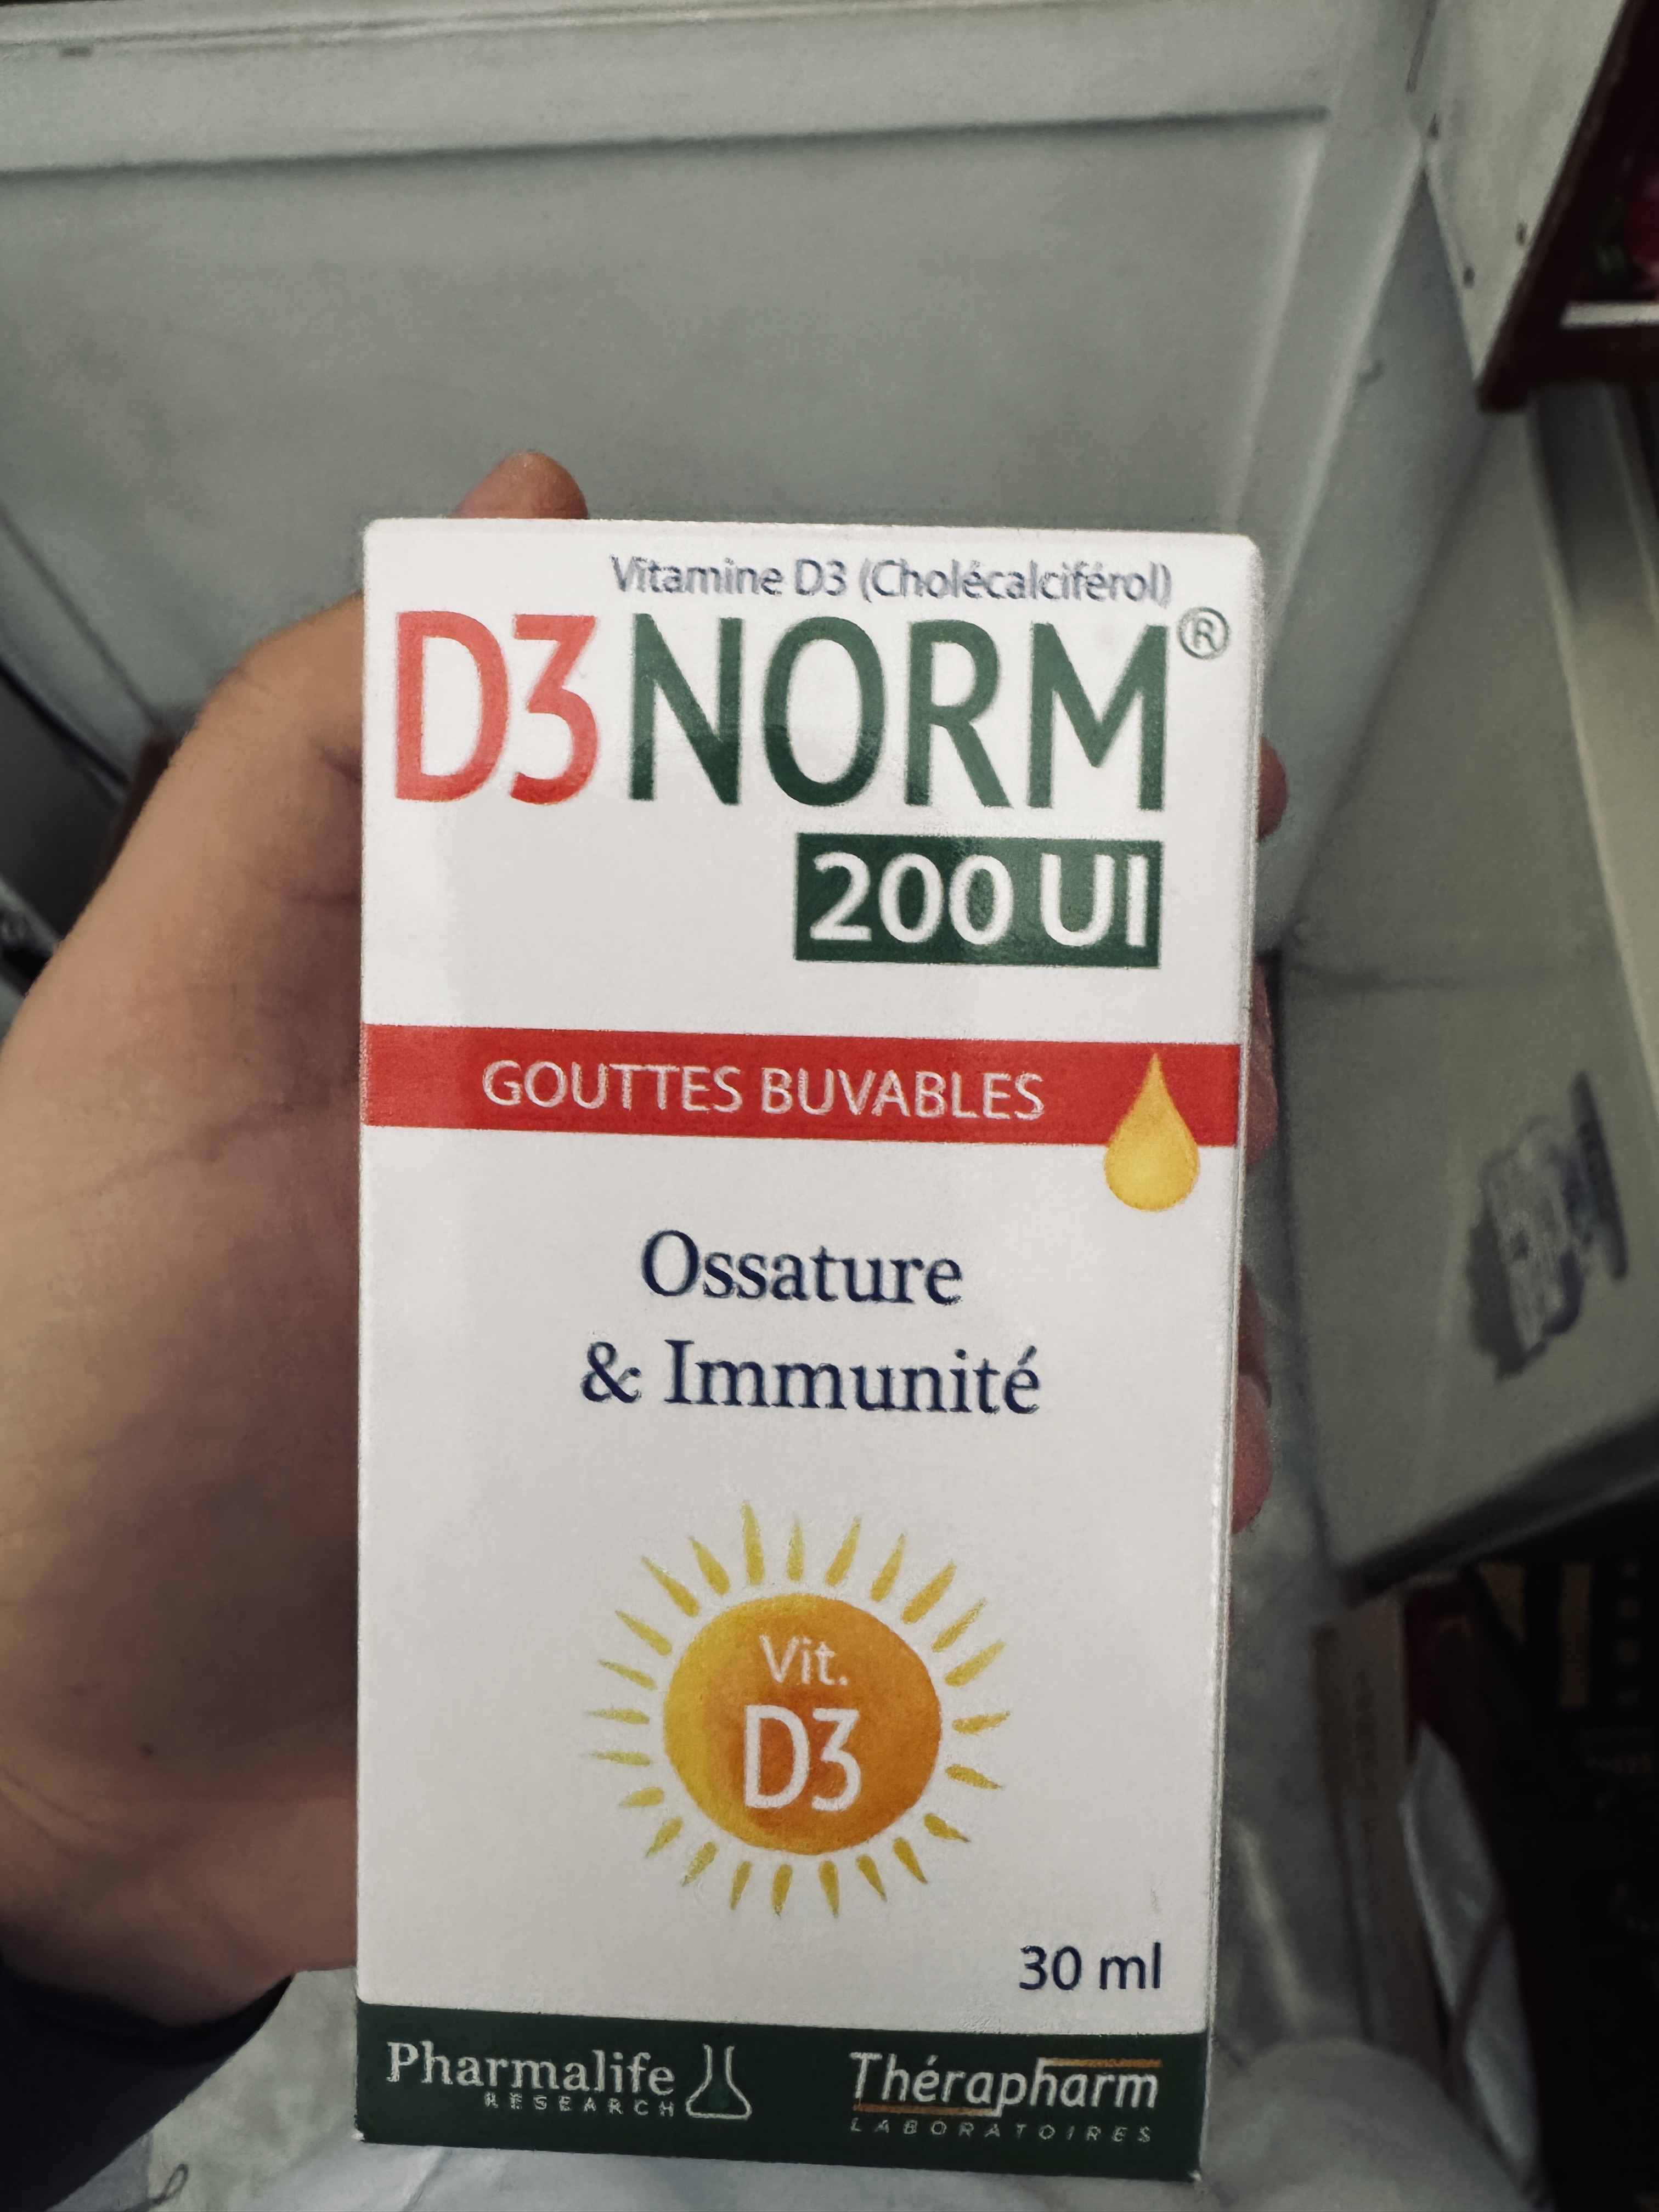 Vitamine D3 (Cholécalciférol)
D3NORM®
200 UI
GOUTTES BUVABLES
Ossature
& Immunité
Vit.
D3
30 ml
Pharmalife
RESEARCH
Thérapharm
LABORATOIRES